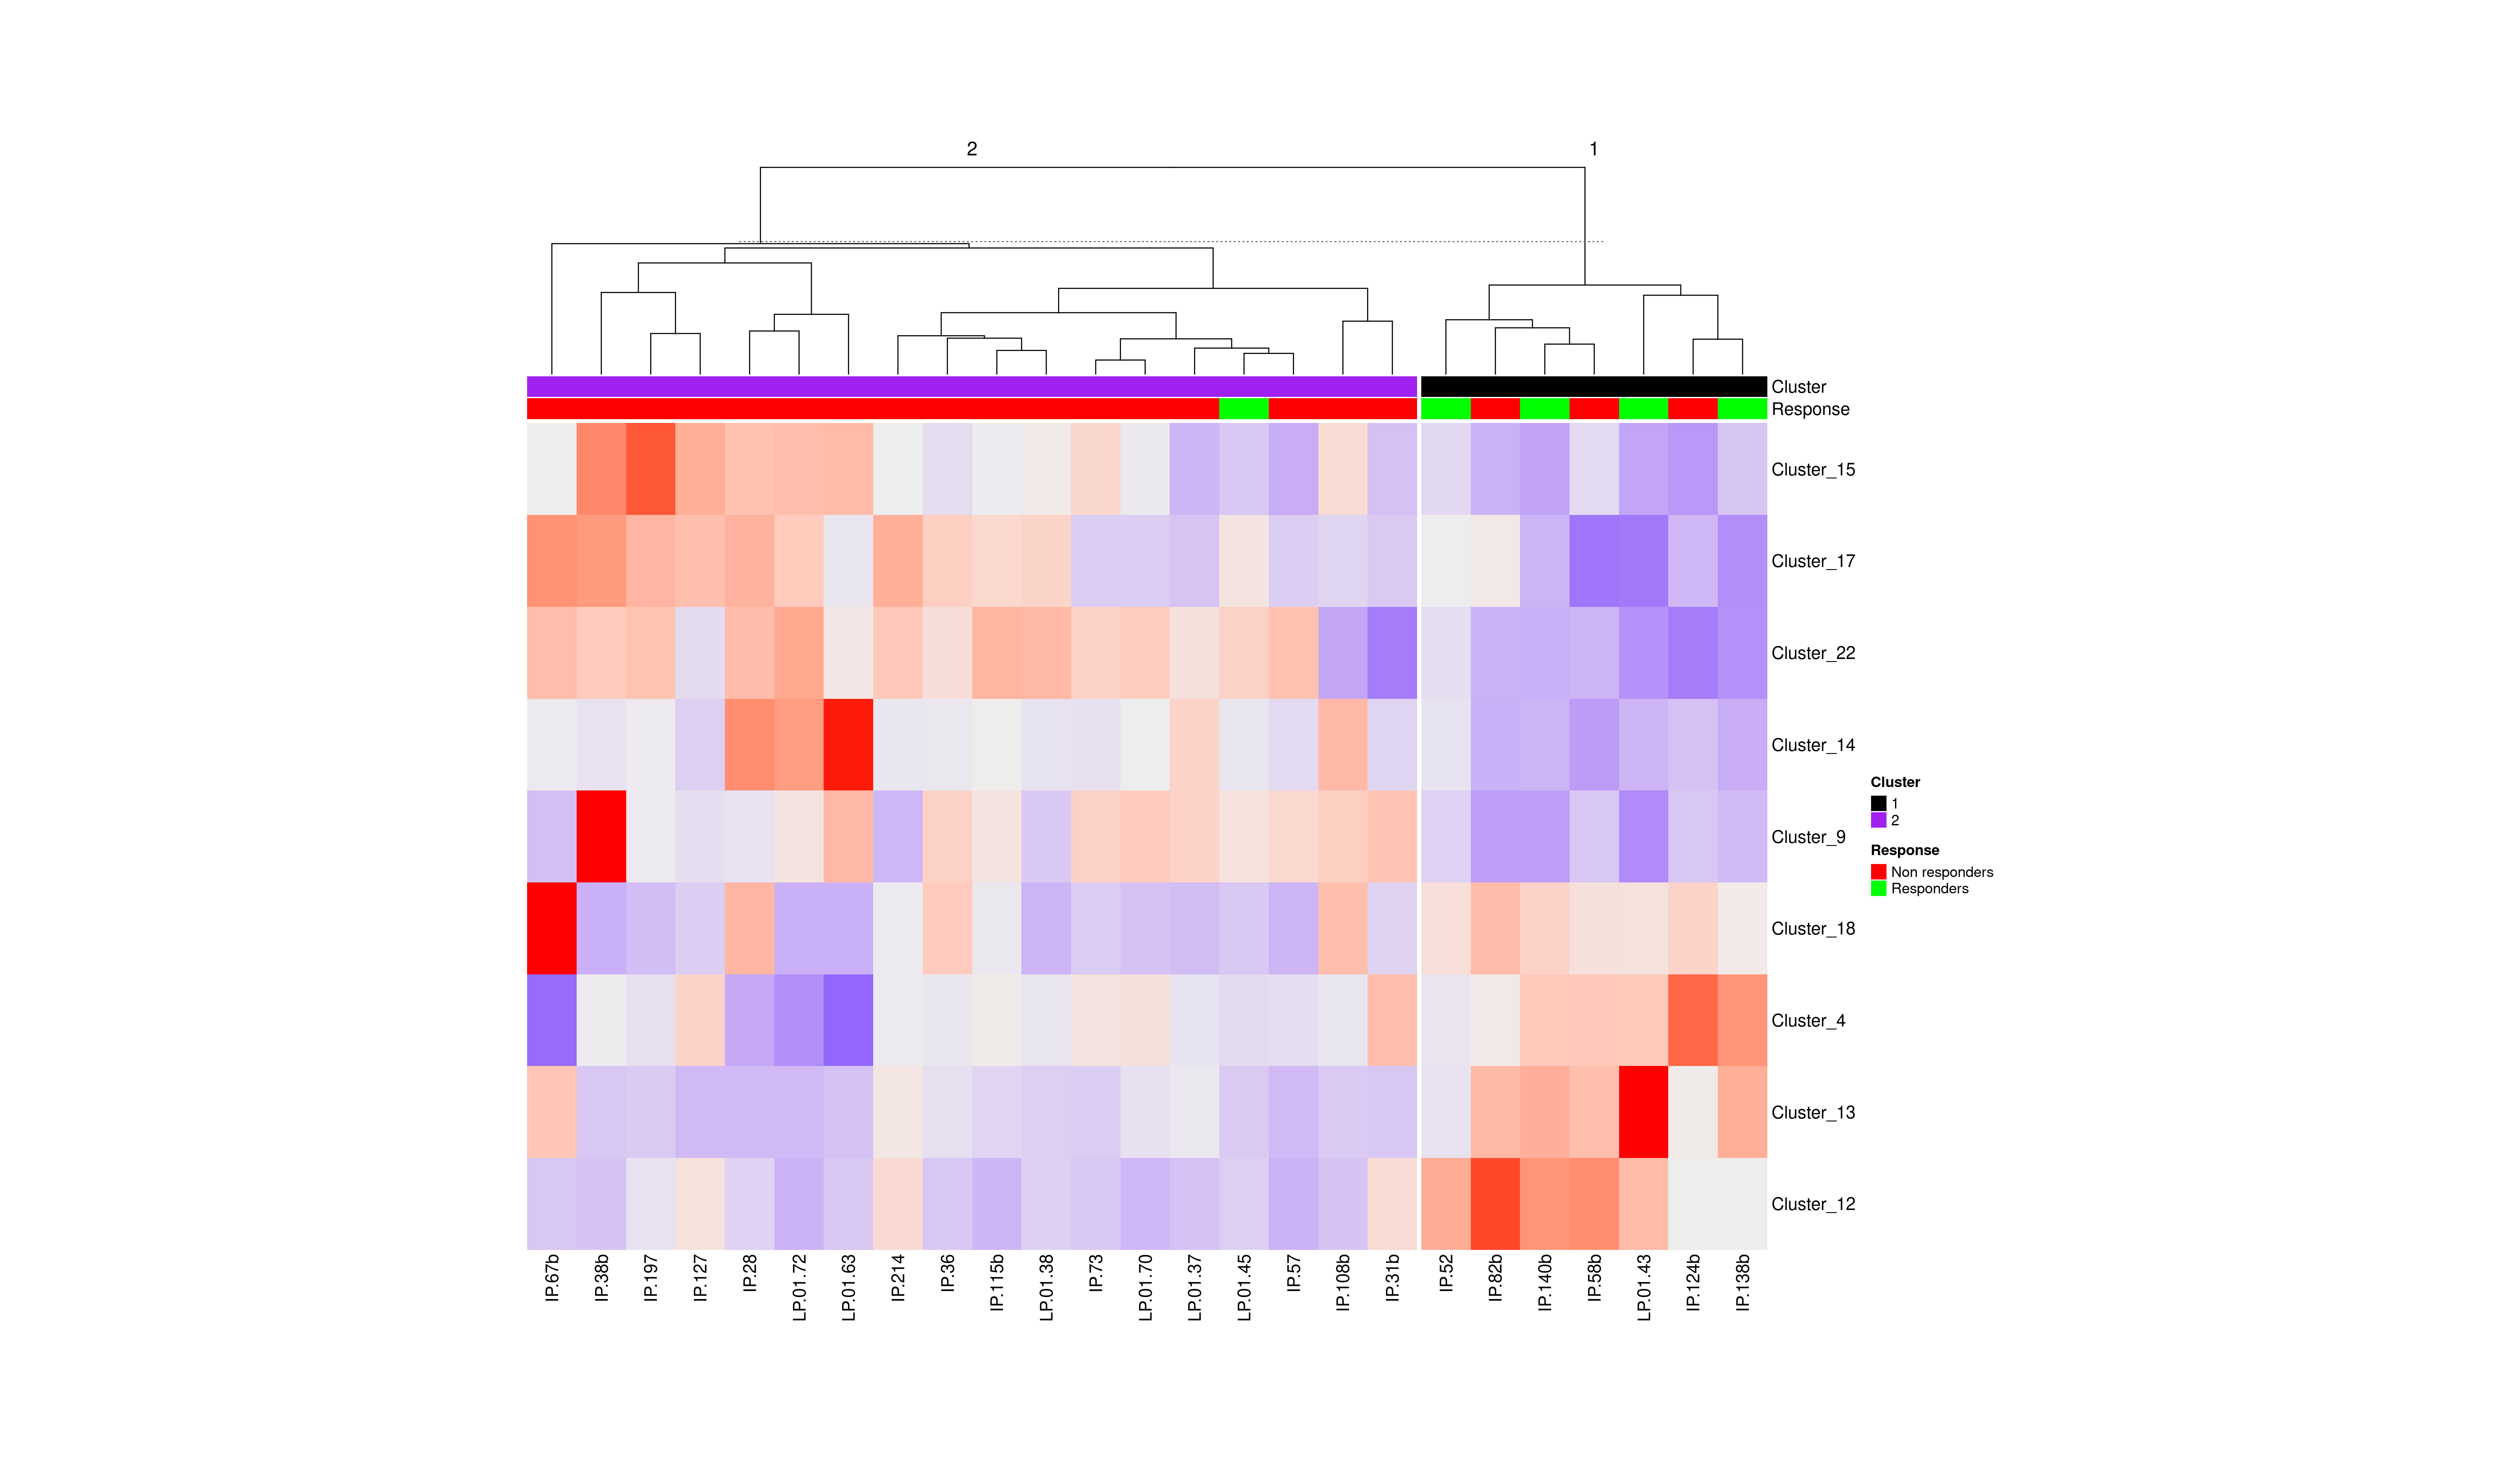 2 1
Cluster
Response
Cluster_15
Cluster_17
Cluster_22
Cluster_14
Cluster_9
Cluster_18
Cluster_4
Cluster_13
Cluster_12
IP.67b
IP.38b
IP.197
IP.127
IP.28
LP.01.72
LP.01.63
IP.214
IP.36
IP.115b
LP.01.38
IP.73
LP.01.70
LP.01.37
LP.01.45
IP.57
IP.108b
IP.31b
IP.52
IP.82b
IP.140b
IP.58b
LP.01.43
IP.124b
IP.138b
Cluster
1
2
Response
Non responders
Responders